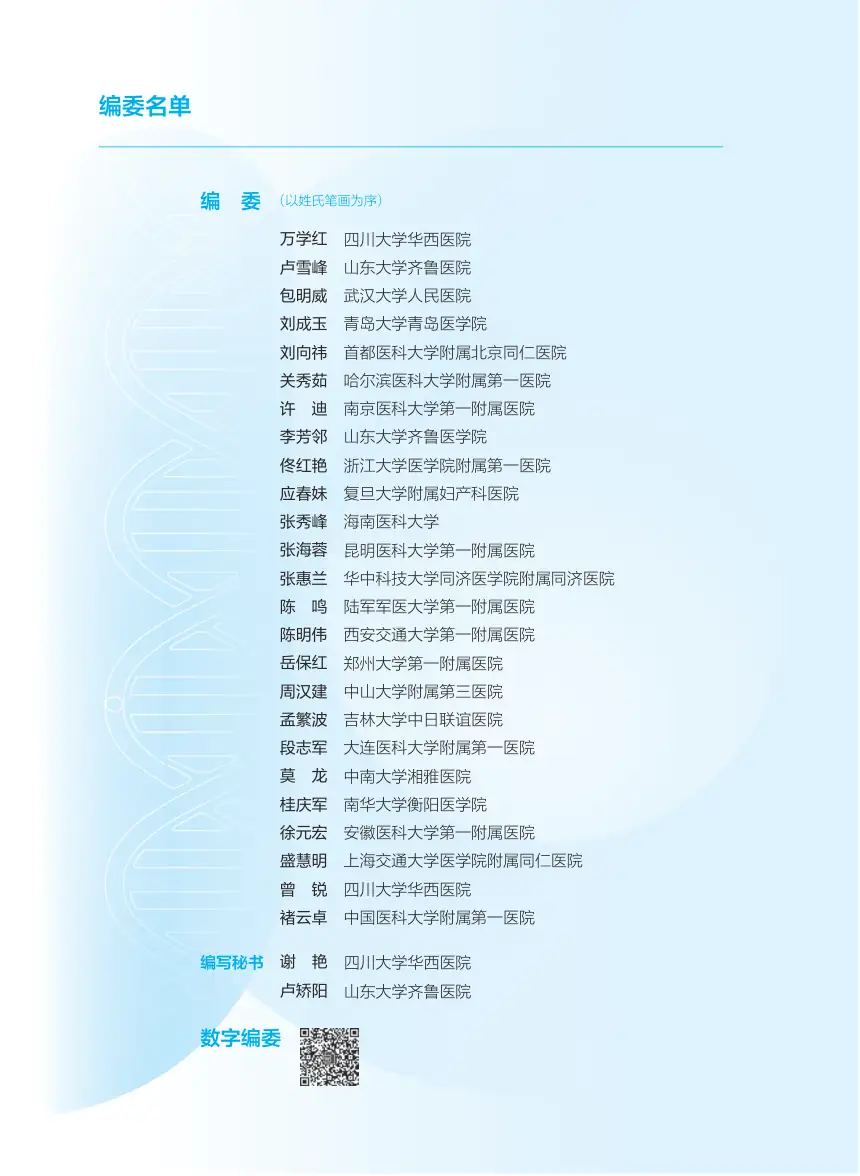 编委名单
编 委 （以姓氏笔画为序）
万学红 四川大学华西医院
卢雪峰 山东大学齐鲁医院
包明威 武汉大学人民医院
刘成玉 青岛大学青岛医学院
刘向祎 首都医科大学附属北京同仁医院
关秀茹 哈尔滨医科大学附属第一医院
许 迪 南京医科大学第一附属医院
李芳邻 山东大学齐鲁医学院
佟红艳 浙江大学医学院附属第一医院
应春妹 复旦大学附属妇产科医院
张秀峰 海南医科大学
张海蓉 昆明医科大学第一附属医院
张惠兰 华中科技大学同济医学院附属同济医院
陈 鸣 陆军军医大学第一附属医院
陈明伟 西安交通大学第一附属医院
岳保红 郑州大学第一附属医院
周汉建 中山大学附属第三医院
孟繁波 吉林大学中日联谊医院
段志军 大连医科大学附属第一医院
莫 龙 中南大学湘雅医院
桂庆军 南华大学衡阳医学院
徐元宏 安徽医科大学第一附属医院
盛慧明 上海交通大学医学院附属同仁医院
曾 锐 四川大学华西医院
褚云卓 中国医科大学附属第一医院
编写秘书 谢 艳 四川大学华西医院
卢矫阳 山东大学齐鲁医院
数字编委